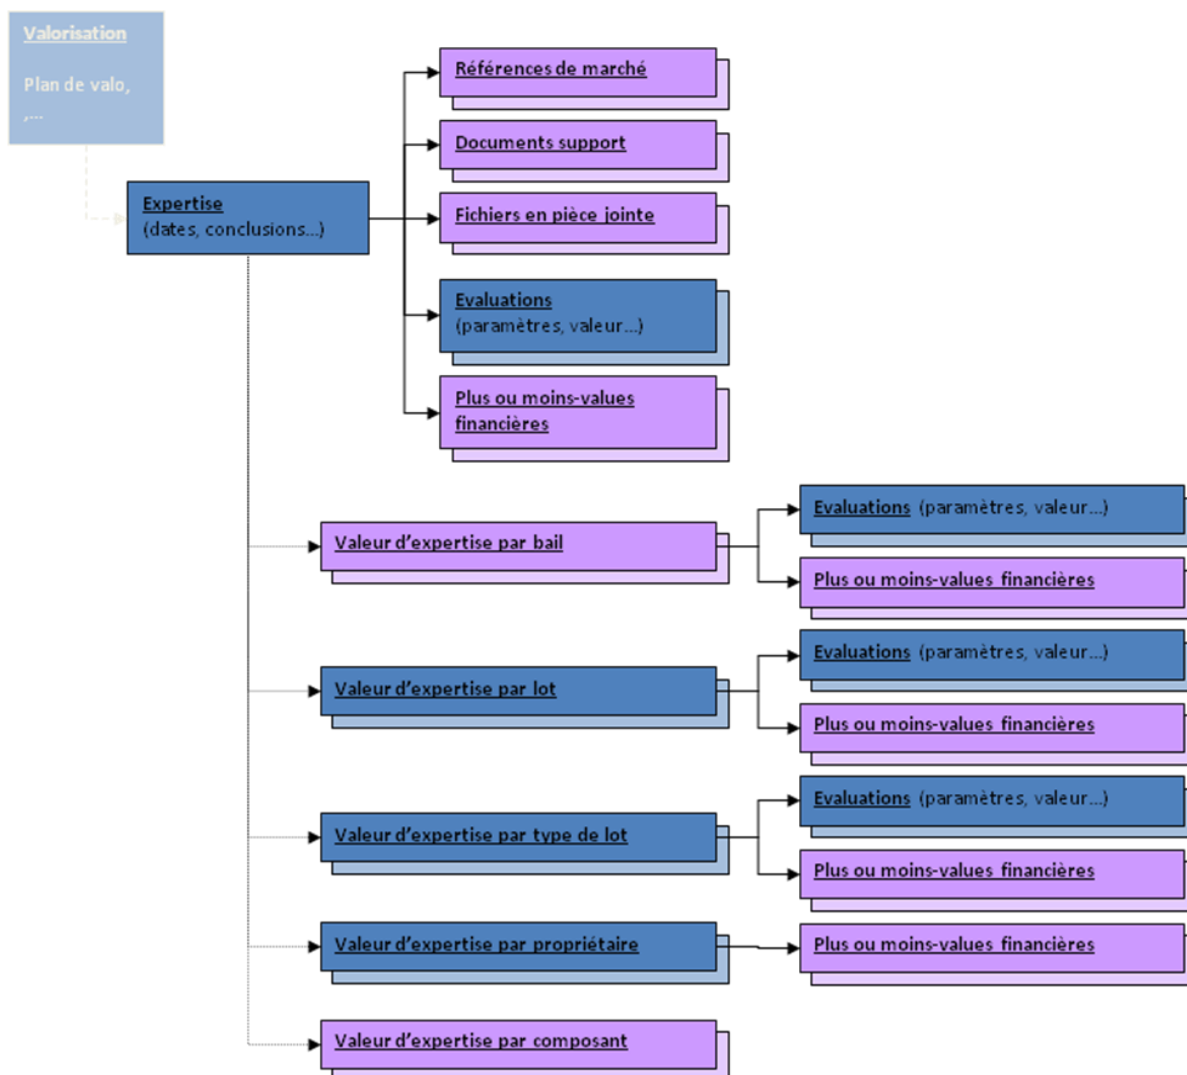 Valorisation
Plan de valo,
,...
Expertise
(dates, conclusions...)
Références de marché
Documents support
Fichiers en pièce jointe
Evaluations
(paramètres, valeur...)
Plus ou moins-values
financières
Valeur d’expertise par bail
Evaluations (paramètres, valeur...)
Plus ou moins-values financières
Valeur d’expertise par lot
Evaluations (paramètres, valeur...)
Plus ou moins-values financières
Valeur d’expertise par type de lot
Evaluations (paramètres, valeur...)
Plus ou moins-values financières
Valeur d’expertise par propriétaire
Plus ou moins-values financières
Valeur d’expertise par composant